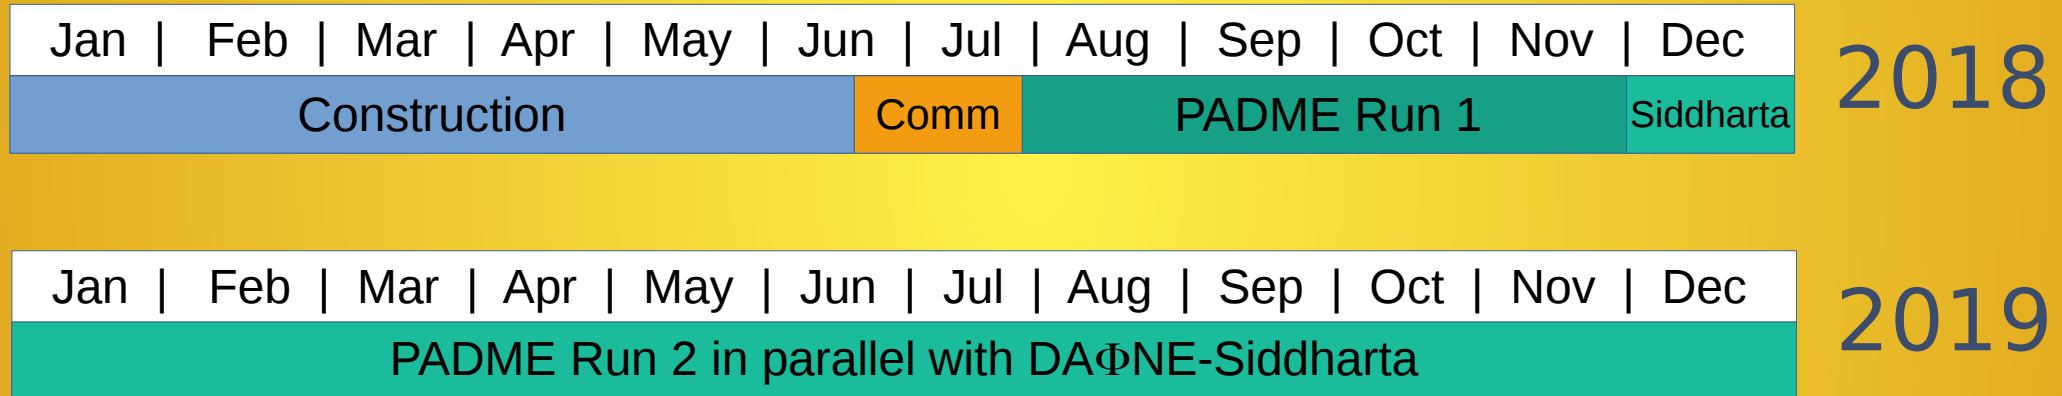 Jan | Feb | Mar | Apr | May | Jun | Jul | Aug | Sep | Oct | Nov | Dec
2018
Construction Comm PADME Run 1 Siddharta
Jan | Feb | Mar | Apr | May | Jun | Jul | Aug | Sep | Oct | Nov | Dec
2019
PADME Run 2 in parallel with DAΦNE-Siddharta